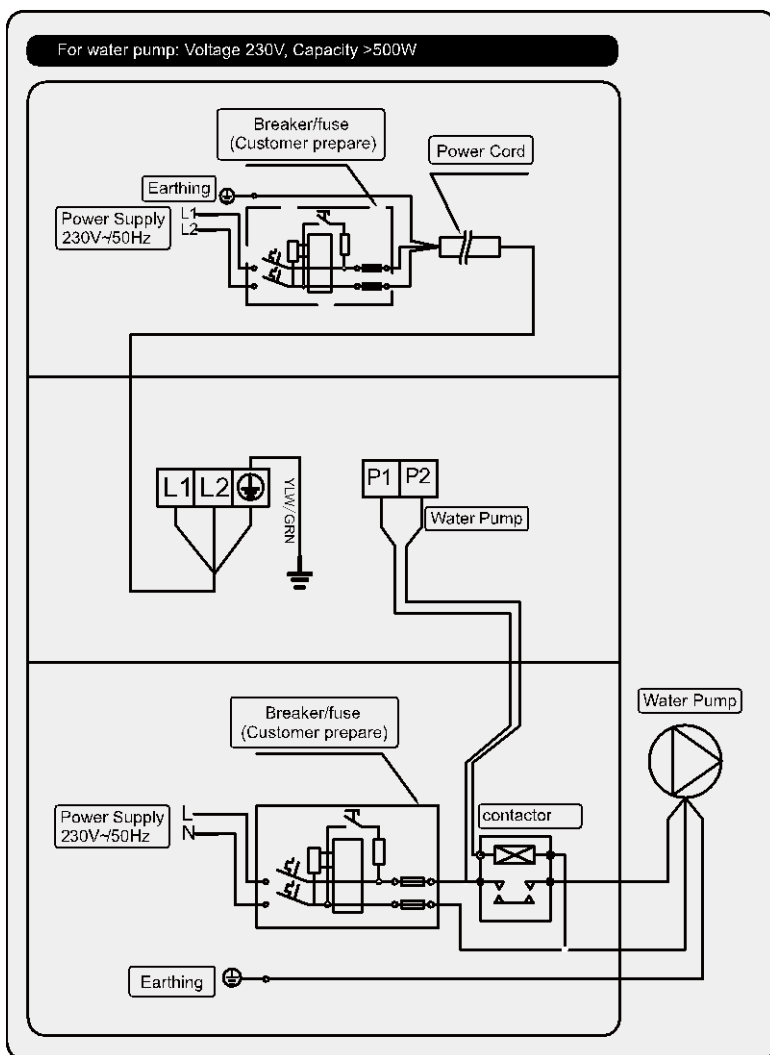 For water pump: Voltage 230V, Capacity >500W
Breaker/fuse
(Customer prepare)
Power Cord
Earthing
Power Supply
230V~/50Hz
L1
L2
L1 L2
YLW/GRN
P1 P2
Water Pump
Water Pump
Breaker/fuse
(Customer prepare)
Power Supply
230V~/50Hz
L
N
contactor
Earthing